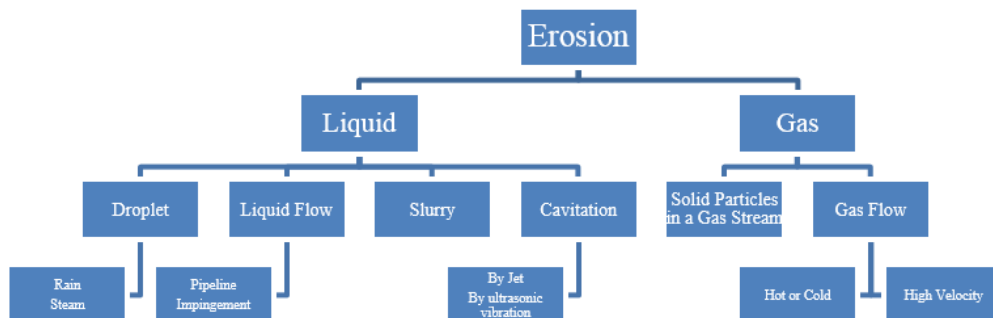 Erosion
Liquid
Gas
Droplet
Liquid Flow
Slurry
Cavitation
Solid Particles
in a Gas Stream
Gas Flow
Rain
Steam
Pipeline
Impingement
By Jet
By ultrasonic
vibration
Hot or Cold
High Velocity